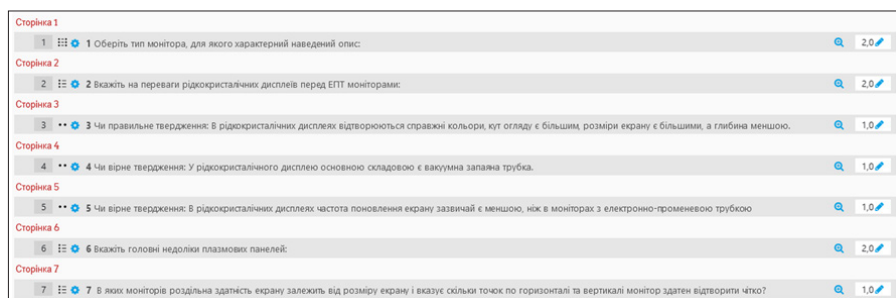 Сторінка 1
1 1 Оберіть тип монітора, для якого характерний наведений опис: 2,0
Сторінка 2
2 2 Вкажіть на переваги рідкокристалічних дисплеїв перед ЕПТ моніторами: 2,0
Сторінка 3
3 3 Чи правильне твердження: В рідкокристалічних дисплеях відтворюються справжні кольори, кут огляду є більшим, розміри екрану є більшими, а глибина меншою. 1,0
Сторінка 4
4 4 Чи вірне твердження: У рідкокристалічного дисплею основною складовою є вакуумна запаяна трубка. 1,0
Сторінка 5
5 5 Чи вірне твердження: В рідкокристалічних дисплеях частота поновлення екрану зазвичай є меншою, ніж в моніторах з електронно-променевою трубкою 1,0
Сторінка 6
6 6 Вкажіть головні недоліки плазмових панелей: 2,0
Сторінка 7
7 7 В яких моніторів роздільна здатність екрану залежить від розміру екрану і вказує скільки точок по горизонталі та вертикалі монітор здатен відтворити чітко? 1,0